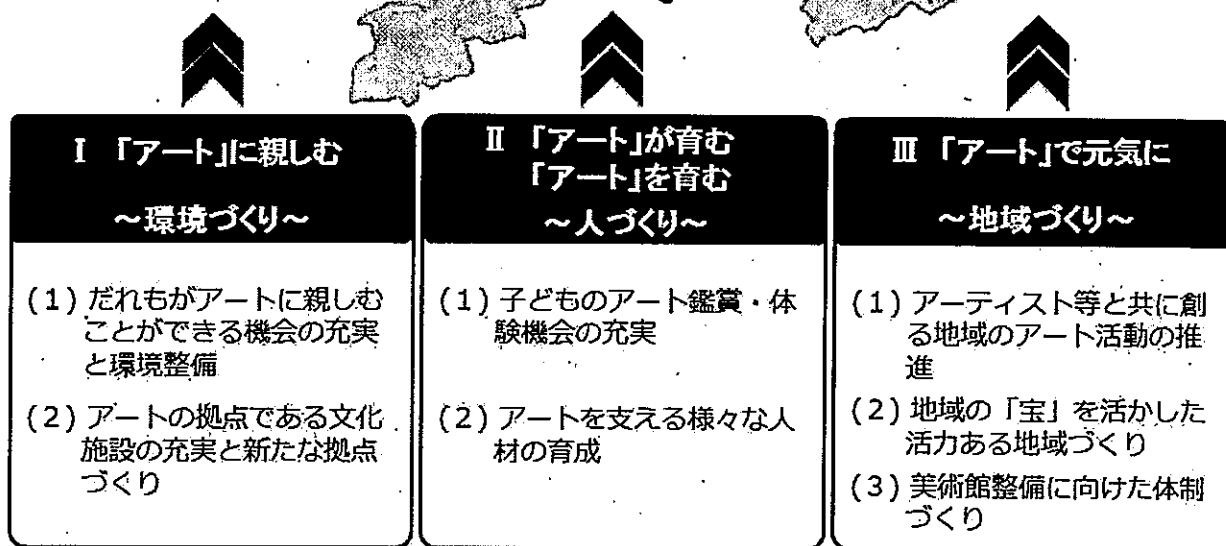 Ⅰ 「アート」に親しむ
～環境づくり～
(1) だれもがアートに親しむ
ことができる機会の充実
と環境整備
(2) アートの拠点である文化
施設の充実と新たな拠点
づくり
Ⅱ 「アート」が育む
「アート」を育む
～人づくり～
(1) 子どものアート鑑賞・体
験機会の充実
(2) アートを支える様々な人
材の育成
Ⅲ 「アート」で元気に
～地域づくり～
(1) アーティスト等と共に創
る地域のアート活動の推
進
(2) 地域の「宝」を活かした
活力ある地域づくり
(3) 美術館整備に向けた体制
づくり